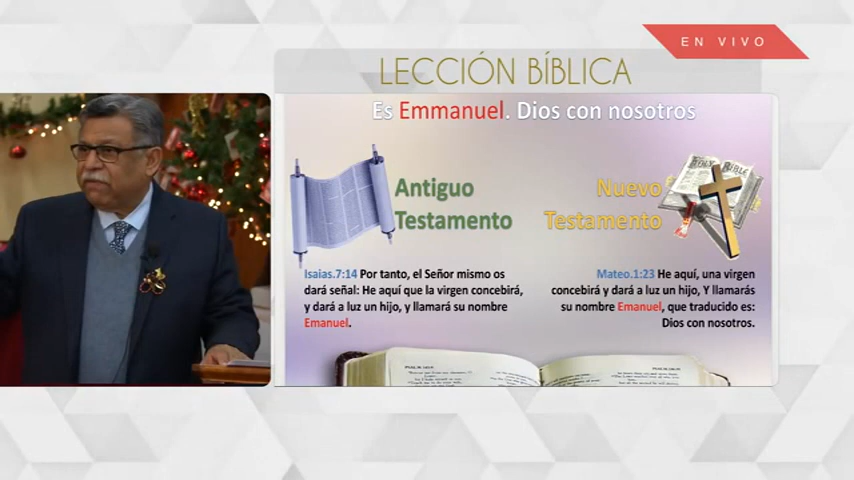 EN VIVO
LECCIÓN BÍBLICA
Es Emmanuel. Dios con nosotros
Antiguo
Testamento
Isaias.7:14 Por tanto, el Señor mismo os
dará señal: He aquí que la virgen concebirá,
y dará a luz un hijo, y llamará su nombre
Emanuel.
Nuevo
Testamento
HOLY BIBLE
Mateo.1:23 He aquí, una virgen
concebirá y dará a luz un hijo, Y llamarás
su nombre Emanuel, que traducido es:
Dios con nosotros.